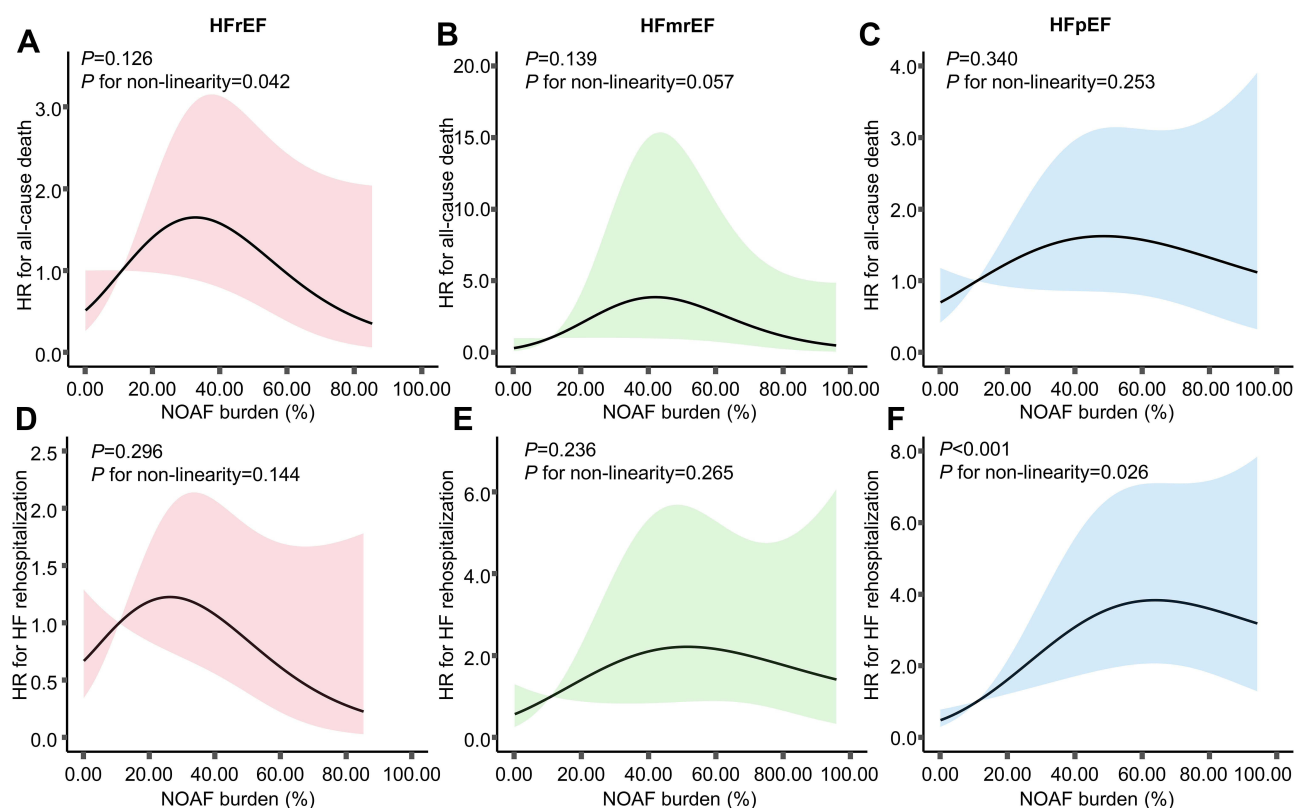 A
HFrEF
P=0.126
P for non-linearity=0.042
HR for all-cause death
3.0
2.0
1.0
0.0
0.00 20.00 40.00 60.00 80.00 100.00
NOAF burden (%)
B
HFmrEF
P=0.139
P for non-linearity=0.057
HR for all-cause death
20.0
15.0
10.0
5.0
0.0
0.00 20.00 40.00 60.00 80.00 100.00
NOAF burden (%)
C
HFpEF
P=0.340
P for non-linearity=0.253
HR for all-cause death
4.0
3.0
2.0
1.0
0.0
0.00 20.00 40.00 60.00 80.00 100.00
NOAF burden (%)
D
P=0.296
P for non-linearity=0.144
HR for HF rehospitalization
2.5
2.0
1.5
1.0
0.5
0.0
0.00 20.00 40.00 60.00 80.00 100.00
NOAF burden (%)
E
P=0.236
P for non-linearity=0.265
HR for HF rehospitalization
6.0
4.0
2.0
0.0
0.00 20.00 40.00 60.00 80.00 100.00
NOAF burden (%)
F
P<0.001
P for non-linearity=0.026
HR for HF rehospitalization
8.0
6.0
4.0
2.0
0.0
0.00 20.00 40.00 60.00 80.00 100.00
NOAF burden (%)